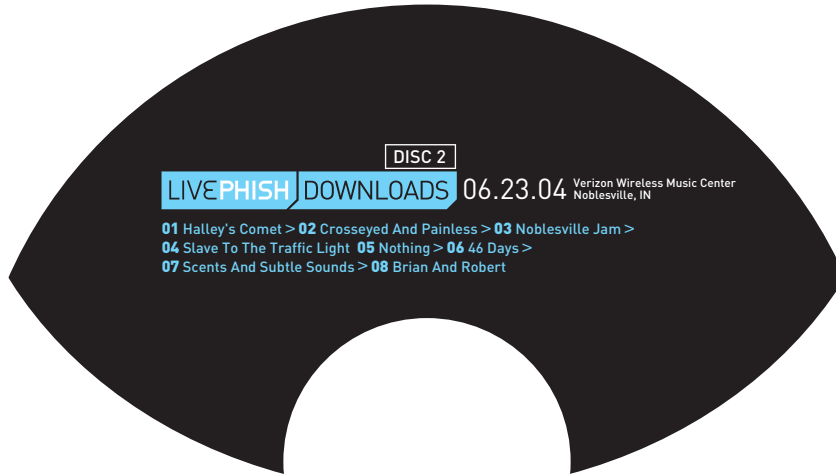 DISC 2
LIVEPHISH DOWNLOADS 06.23.04 Verizon Wireless Music Center
Noblesville, IN
01 Halley's Comet > 02 Crosseyed And Painless > 03 Noblesville Jam >
04 Slave To The Traffic Light 05 Nothing > 06 46 Days >
07 Scents And Subtle Sounds > 08 Brian And Robert